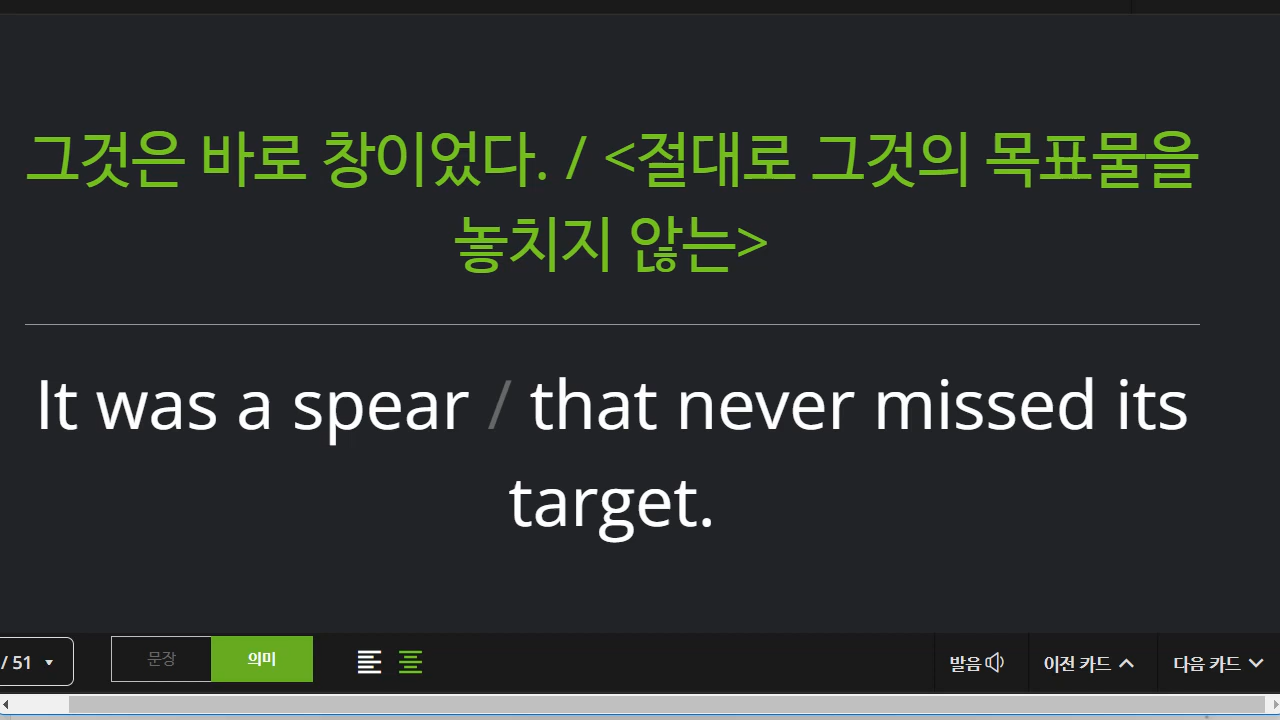 그것은 바로 창이었다. / <절대로 그것의 목표물을
놓치지 않는>
It was a spear / that never missed its
target.
/ 51 문장 의미 발음 이전 카드 다음 카드